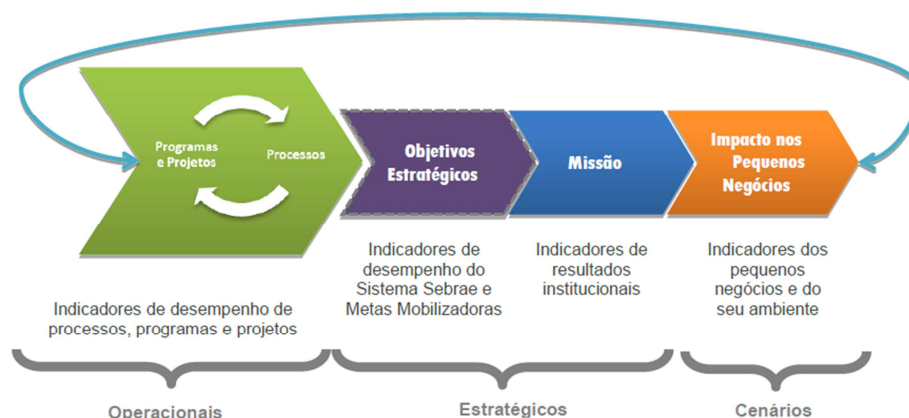 Programas
e Projetos
Processos
Objetivos
Estratégicos
Missão
Impacto nos
Pequenos
Negócios
Indicadores de desempenho de
processos, programas e projetos
Indicadores de
desempenho do
Sistema Sebrae e
Metas Mobilizadoras
Indicadores de
resultados
institucionais
Indicadores dos
pequenos
negócios e do
seu ambiente
Operacionais
Estratégicos
Cenários